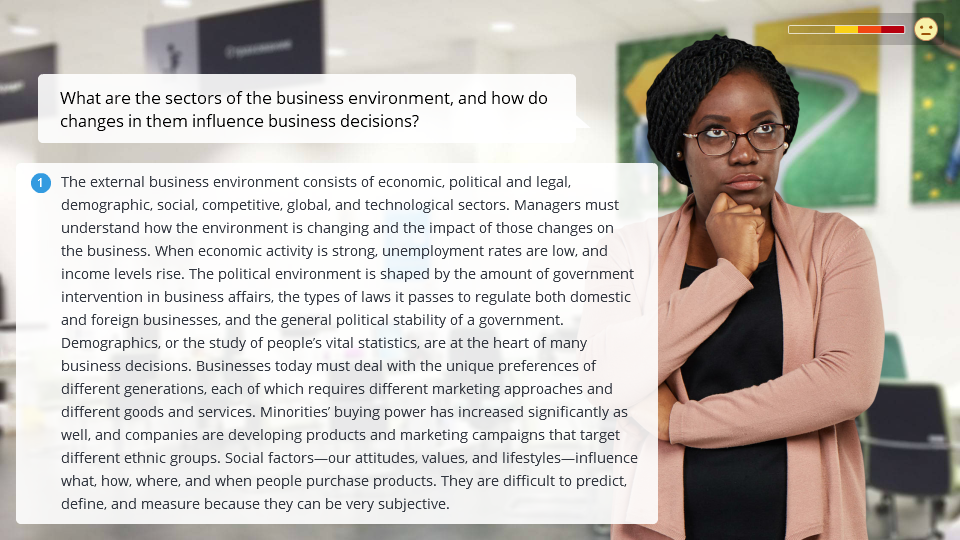 What are the sectors of the business environment, and how do
changes in them influence business decisions?
1
The external business environment consists of economic, political and legal,
demographic, social, competitive, global, and technological sectors. Managers must
understand how the environment is changing and the impact of those changes on
the business. When economic activity is strong, unemployment rates are low, and
income levels rise. The political environment is shaped by the amount of government
intervention in business affairs, the types of laws it passes to regulate both domestic
and foreign businesses, and the general political stability of a government.
Demographics, or the study of people’s vital statistics, are at the heart of many
business decisions. Businesses today must deal with the unique preferences of
different generations, each of which requires different marketing approaches and
different goods and services. Minorities’ buying power has increased significantly as
well, and companies are developing products and marketing campaigns that target
different ethnic groups. Social factors—our attitudes, values, and lifestyles—influence
what, how, where, and when people purchase products. They are difficult to predict,
define, and measure because they can be very subjective.